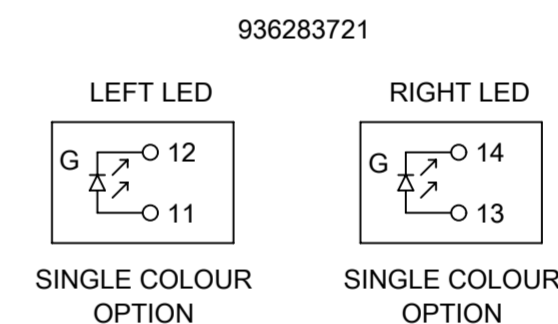 936283721
LEFT LED
G
12
11
SINGLE COLOUR
OPTION
RIGHT LED
G
14
13
SINGLE COLOUR
OPTION